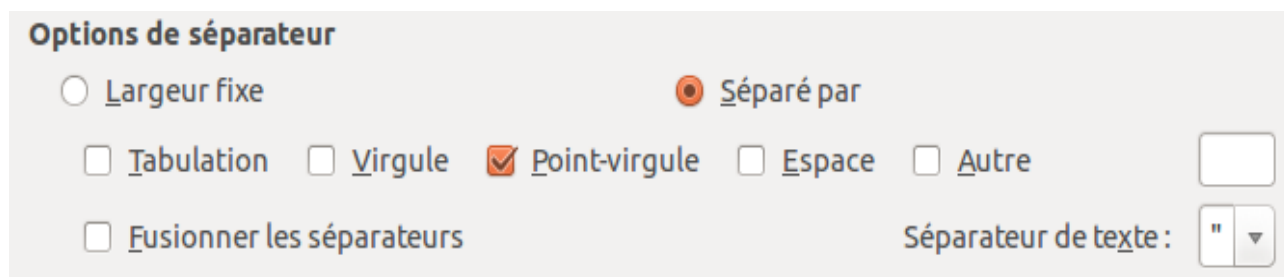 Options de séparateur
Largeur fixe Séparé par
Tabulation Virgule Point-virgule Espace Autre
Fusionner les séparateurs Séparateur de texte : "